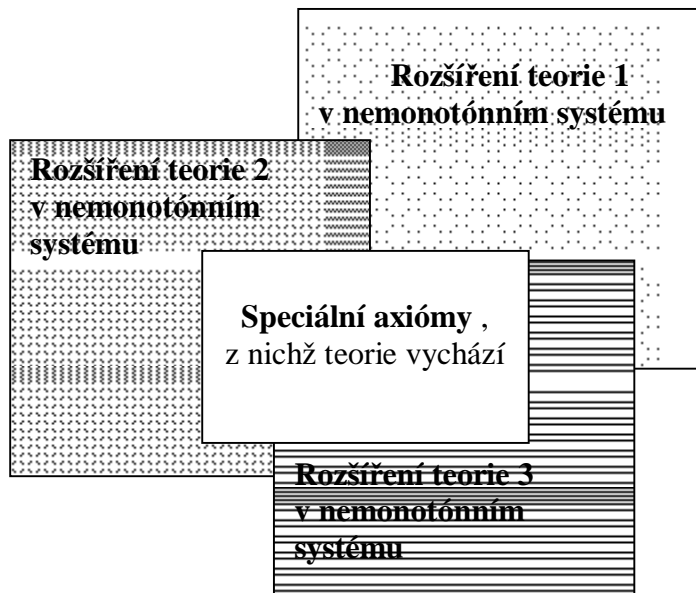 Rozšíření teorie 1
v nemonotónním systému
Rozšíření teorie 2
v nemonotónním
systému
Speciální axiómy ,
z nichž teorie vychází
Rozšíření teorie 3
v nemonotónním
systému